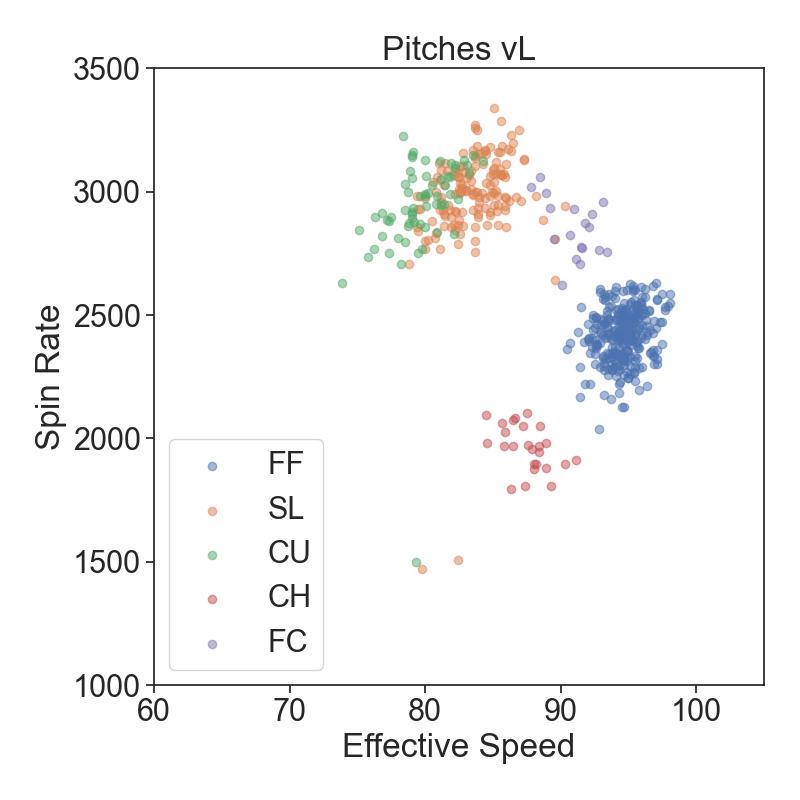 Pitches vL
3500
3000
2500
2000
1500
1000
Spin Rate
FF
SL
CU
CH
FC
60 70 80 90 100
Effective Speed